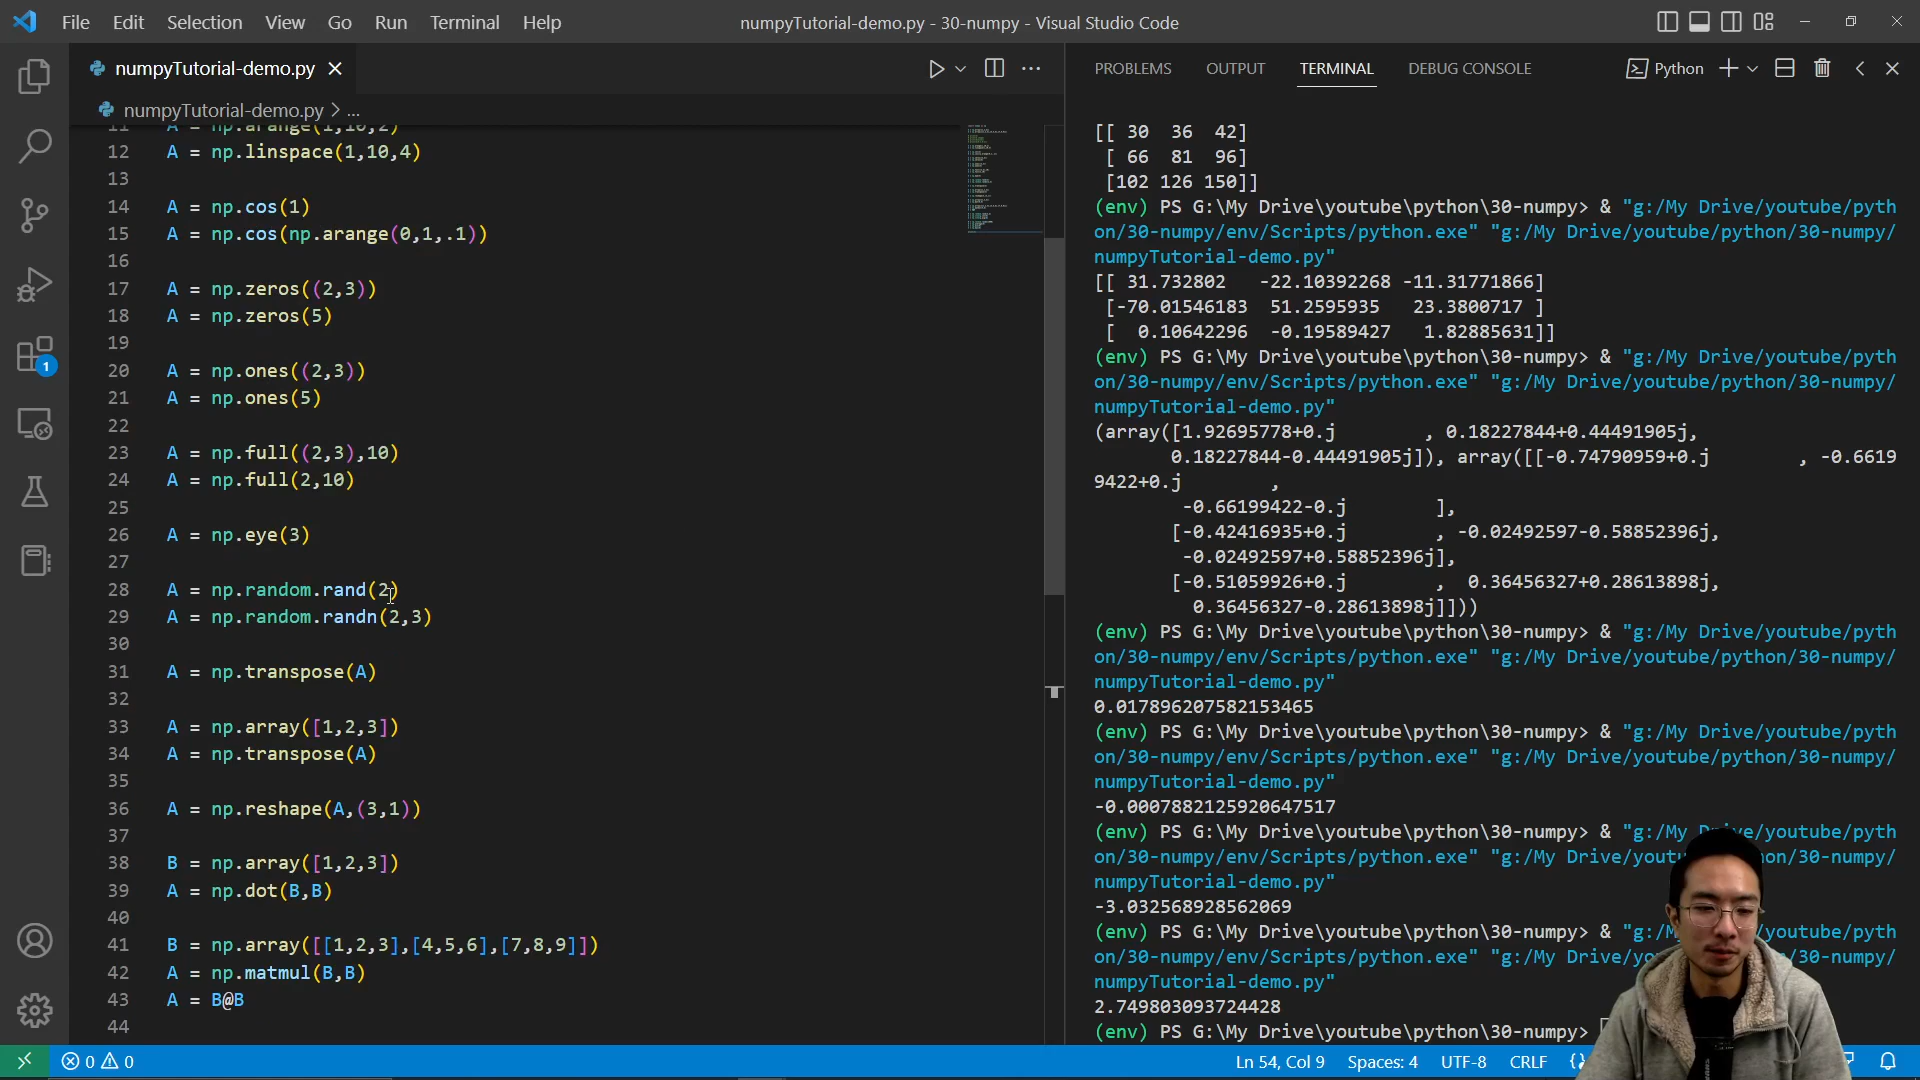 File Edit Selection View Go Run Terminal Help
numpyTutorial-demo.py - 30-numpy - Visual Studio Code
numpyTutorial-demo.py
numpyTutorial-demo.py > ...
11 A = np.arange(1,10,2)
12 A = np.linspace(1,10,4)
13
14 A = np.cos(1)
15 A = np.cos(np.arange(0,1,.1))
16
17 A = np.zeros((2,3))
18 A = np.zeros(5)
19
20 A = np.ones((2,3))
21 A = np.ones(5)
22
23 A = np.full((2,3),10)
24 A = np.full(2,10)
25
26 A = np.eye(3)
27
28 A = np.random.rand(2)
29 A = np.random.randn(2,3)
30
31 A = np.transpose(A)
32
33 A = np.array([1,2,3])
34 A = np.transpose(A)
35
36 A = np.reshape(A,(3,1))
37
38 B = np.array([1,2,3])
39 A = np.dot(B,B)
40
41 B = np.array([[1,2,3],[4,5,6],[7,8,9]])
42 A = np.matmul(B,B)
43 A = B@B
44
PROBLEMS OUTPUT TERMINAL DEBUG CONSOLE
Python
[[ 30 36 42]
[ 66 81 96]
[102 126 150]]
(env) PS G:\My Drive\youtube\python\30-numpy> & "g:/My Drive/youtube/pyth
on/30-numpy/env/Scripts/python.exe" "g:/My Drive/youtube/python/30-numpy/
numpyTutorial-demo.py"
[[ 31.732802 -22.10392268 -11.31771866]
[-70.01546183 51.2595935 23.3800717 ]
[ 0.10642296 -0.19589427 1.82885631]]
(env) PS G:\My Drive\youtube\python\30-numpy> & "g:/My Drive/youtube/pyth
on/30-numpy/env/Scripts/python.exe" "g:/My Drive/youtube/python/30-numpy/
numpyTutorial-demo.py"
(array([1.92695778+0.j , 0.18227844+0.44491905j,
0.18227844-0.44491905j]), array([[-0.74790959+0.j , -0.6619
9422+0.j ,
-0.66199422-0.j ],
[-0.42416935+0.j , -0.02492597-0.58852396j,
-0.02492597+0.58852396j],
[-0.51059926+0.j , 0.36456327+0.28613898j,
0.36456327-0.28613898j]]))
(env) PS G:\My Drive\youtube\python\30-numpy> & "g:/My Drive/youtube/pyth
on/30-numpy/env/Scripts/python.exe" "g:/My Drive/youtube/python/30-numpy/
numpyTutorial-demo.py"
0.017896207582153465
(env) PS G:\My Drive\youtube\python\30-numpy> & "g:/My Drive/youtube/pyth
on/30-numpy/env/Scripts/python.exe" "g:/My Drive/youtube/python/30-numpy/
numpyTutorial-demo.py"
-0.0007882125920647517
(env) PS G:\My Drive\youtube\python\30-numpy> & "g:/My Drive/youtube/pyth
on/30-numpy/env/Scripts/python.exe" "g:/My Drive/youtu on/30-numpy/
numpyTutorial-demo.py"
-3.032568928562069
(env) PS G:\My Drive\youtube\python\30-numpy> & "g:/M youtube/pyth
on/30-numpy/env/Scripts/python.exe" "g:/My on/30-numpy/
numpyTutorial-demo.py"
2.749803093724428
(env) PS G:\My Drive\youtube\python\30-numpy>
1
0 0
Ln 54, Col 9 Spaces: 4 UTF-8 CRLF